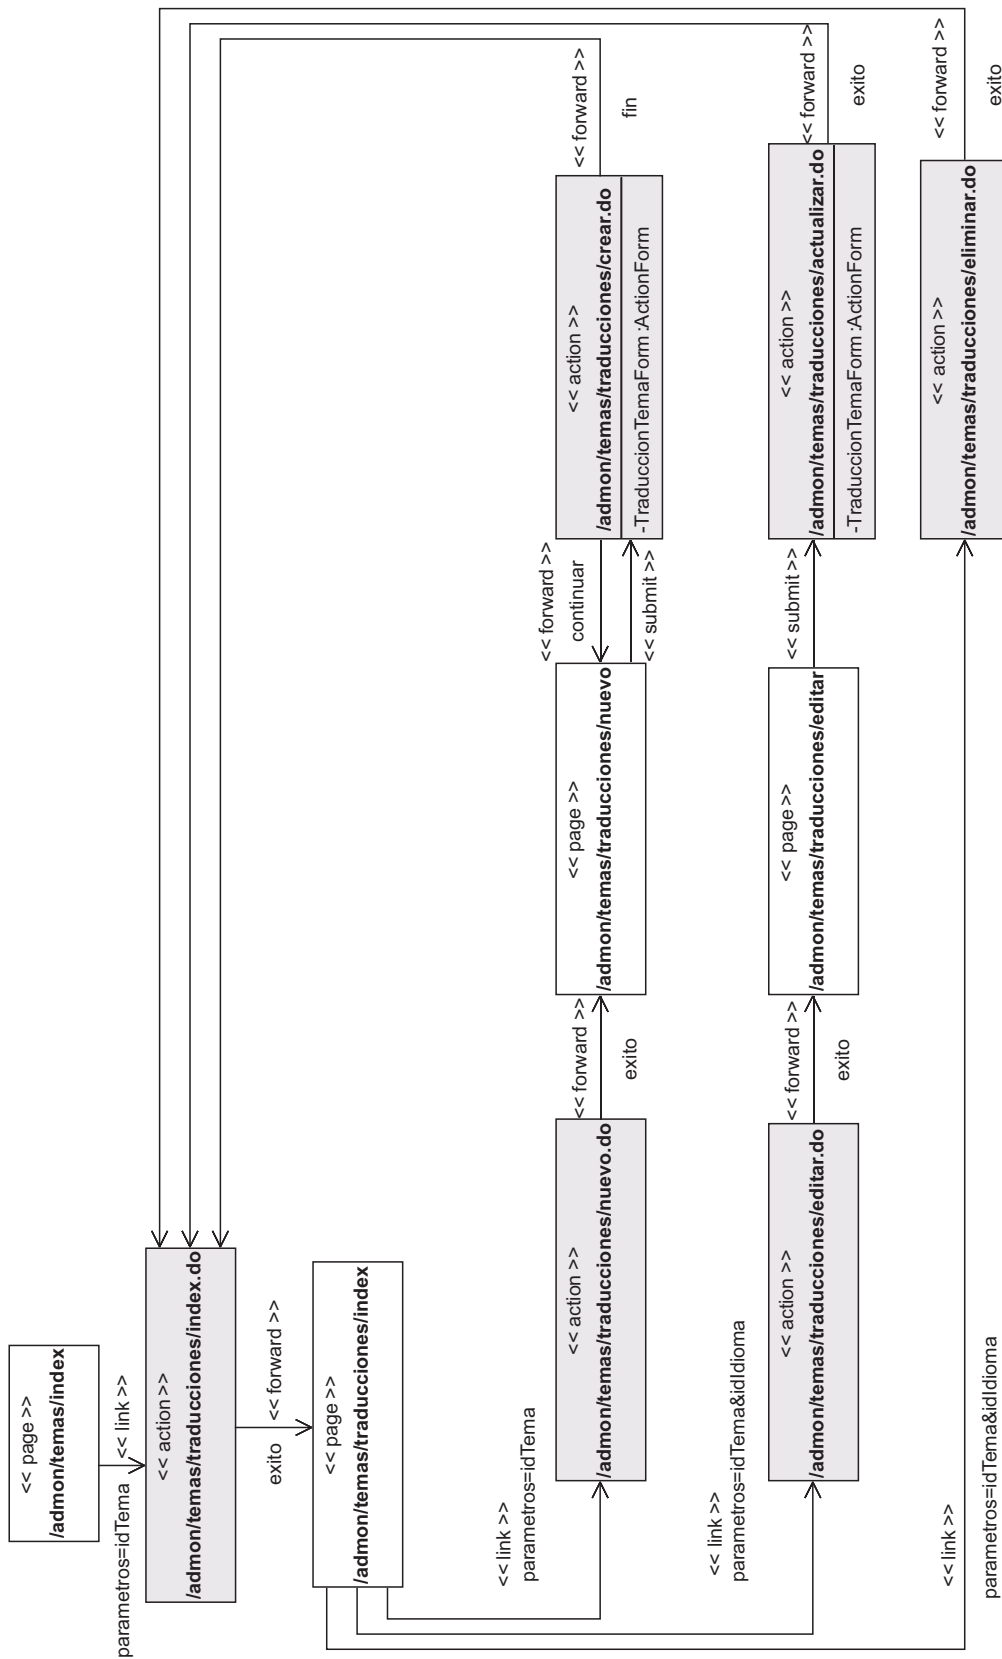 << page >>
/admon/temas/index
parametros=idTema
<< link >>
<< action >>
/admon/temas/traducciones/index.do
exito
<< forward >>
<< page >>
/admon/temas/traducciones/index
<< link >>
parametros=idTema
<< action >>
/admon/temas/traducciones/nuevo.do
<< forward >>
exito
<< page >>
/admon/temas/traducciones/nuevo
<< forward >>
continuar
<< submit >>
<< action >>
/admon/temas/traducciones/crear.do
-TraduccionTemaForm :ActionForm
<< forward >>
fin
<< link >>
parametros=idTema&idIdioma
<< action >>
/admon/temas/traducciones/editar.do
<< forward >>
exito
<< page >>
/admon/temas/traducciones/editar
<< submit >>
<< action >>
/admon/temas/traducciones/actualizar.do
-TraduccionTemaForm :ActionForm
<< forward >>
exito
<< link >>
parametros=idTema&idIdioma
<< action >>
/admon/temas/traducciones/eliminar.do
<< forward >>
exito